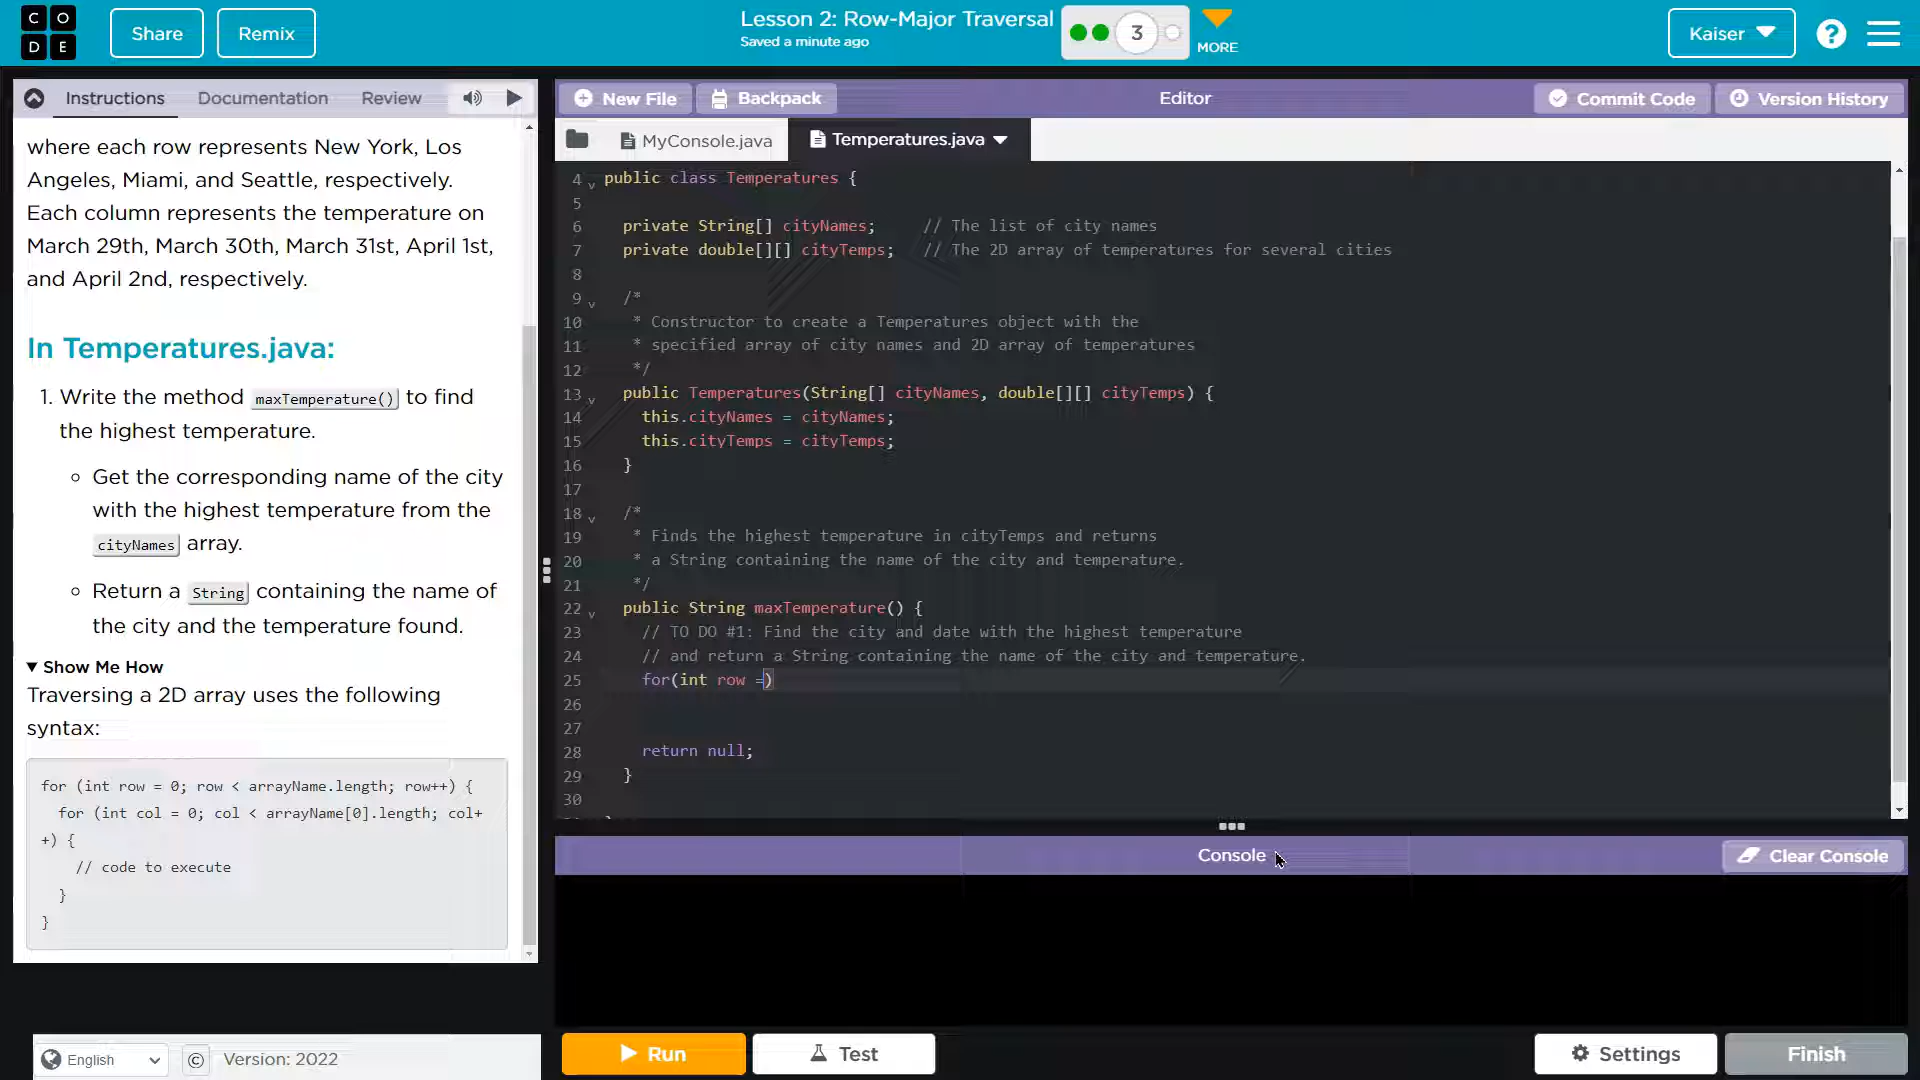 C O
D E
Share
Remix
Lesson 2: Row-Major Traversal
Saved a minute ago
3
MORE
Kaiser
?
Instructions
Documentation
Review
where each row represents New York, Los
Angeles, Miami, and Seattle, respectively.
Each column represents the temperature on
March 29th, March 30th, March 31st, April 1st,
and April 2nd, respectively.
In Temperatures.java:
1. Write the method maxTemperature() to find
the highest temperature.
Get the corresponding name of the city
with the highest temperature from the
cityNames array.
Return a String containing the name of
the city and the temperature found.
Show Me How
Traversing a 2D array uses the following
syntax:
for (int row = 0; row < arrayName.length; row++) {
for (int col = 0; col < arrayName[0].length; col+
+) {
// code to execute
}
}
English
©
Version: 2022
New File
Backpack
Editor
Commit Code
Version History
MyConsole.java
Temperatures.java
4 public class Temperatures {
5
6 private String[] cityNames; // The list of city names
7 private double[][] cityTemps; // The 2D array of temperatures for several cities
8
9 /*
10 * Constructor to create a Temperatures object with the
11 * specified array of city names and 2D array of temperatures
12 */
13 public Temperatures(String[] cityNames, double[][] cityTemps) {
14 this.cityNames = cityNames;
15 this.cityTemps = cityTemps;
16 }
17
18 /*
19 * Finds the highest temperature in cityTemps and returns
20 * a String containing the name of the city and temperature.
21 */
22 public String maxTemperature() {
23 // TO DO #1: Find the city and date with the highest temperature
24 // and return a String containing the name of the city and temperature.
25 for(int row =)
26
27
28 return null;
29 }
30
Console
Clear Console
Run
Test
Settings
Finish